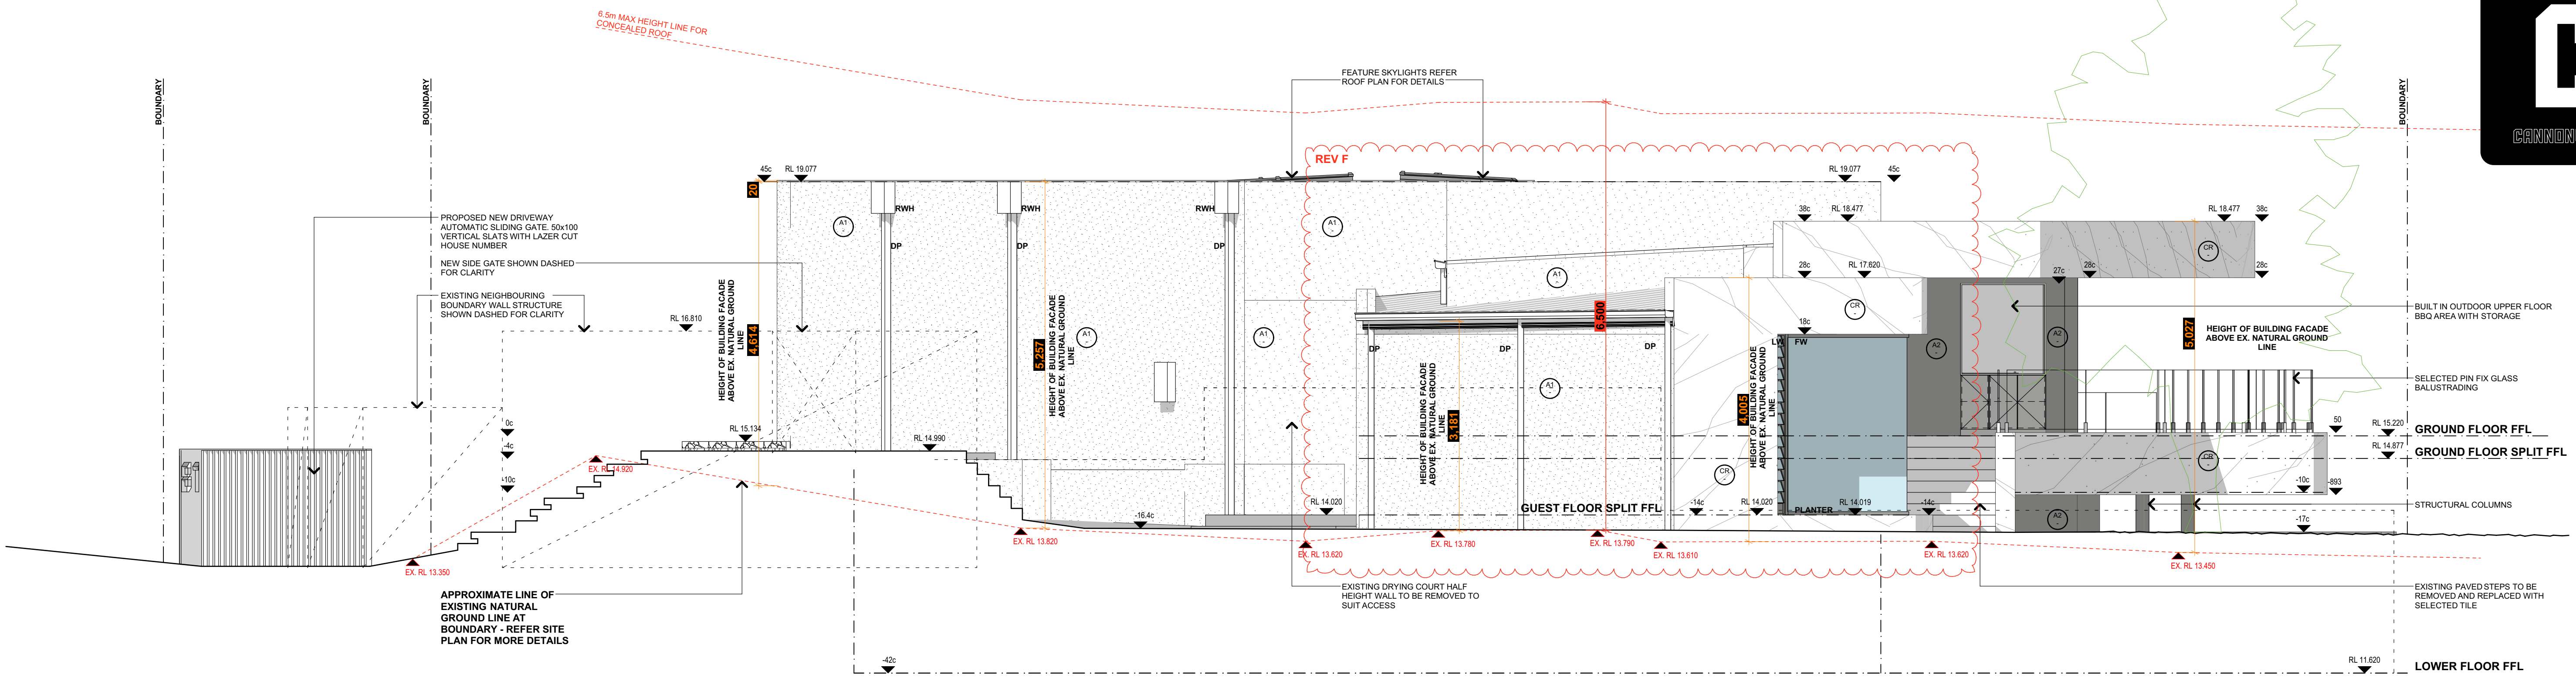 6.5m MAX HEIGHT LINE FOR
CONCEALED ROOF
BOUNDARY
BOUNDARY
BOUNDARY
FEATURE SKYLIGHTS REFER
ROOF PLAN FOR DETAILS
REV F
45c
RL 19.077
RL 19.077
45c
20
38c
RL 18.477
RL 18.477
38c
RWH
RWH
RWH
A1
-
A1
-
DP
DP
DP
CR
-
PROPOSED NEW DRIVEWAY
AUTOMATIC SLIDING GATE. 50x100
VERTICAL SLATS WITH LAZER CUT
HOUSE NUMBER
NEW SIDE GATE SHOWN DASHED
FOR CLARITY
EXISTING NEIGHBOURING
BOUNDARY WALL STRUCTURE
SHOWN DASHED FOR CLARITY
A1
-
28c
RL 17.620
27c
28c
28c
RL 16.810
HEIGHT OF BUILDING FACADE
ABOVE EX. NATURAL GROUND
LINE
4,614
5,257
HEIGHT OF BUILDING FACADE
ABOVE EX. NATURAL GROUND
LINE
A1
-
A1
-
6.500
CR
-
18c
LW
FW
A2
-
A2
-
5,027
HEIGHT OF BUILDING FACADE
ABOVE EX. NATURAL GROUND
LINE
BUILT IN OUTDOOR UPPER FLOOR
BBQ AREA WITH STORAGE
DP
DP
DP
HEIGHT OF BUILDING FACADE
ABOVE EX. NATURAL GROUND
LINE
3,181
A1
-
4,005
HEIGHT OF BUILDING FACADE
ABOVE EX. NATURAL GROUND
LINE
SELECTED PIN FIX GLASS
BALUSTRADING
0c
-4c
-10c
RL 15.134
RL 14.990
50
RL 15.220
GROUND FLOOR FFL
RL 14.877
GROUND FLOOR SPLIT FFL
EX. RL 14.920
CR
-
CR
-
-10c
-893
RL 14.020
-16.4c
GUEST FLOOR SPLIT FFL
-14c
RL 14.020
PLANTER
RL 14.019
-14c
STRUCTURAL COLUMNS
A2
-
-17c
EX. RL 13.350
EX. RL 13.820
EX. RL 13.620
EX. RL 13.780
EX. RL 13.790
EX. RL 13.610
EX. RL 13.620
EX. RL 13.450
APPROXIMATE LINE OF
EXISTING NATURAL
GROUND LINE AT
BOUNDARY - REFER SITE
PLAN FOR MORE DETAILS
EXISTING DRYING COURT HALF
HEIGHT WALL TO BE REMOVED TO
SUIT ACCESS
EXISTING PAVED STEPS TO BE
REMOVED AND REPLACED WITH
SELECTED TILE
-42c
RL 11.620
LOWER FLOOR FFL
CANNON